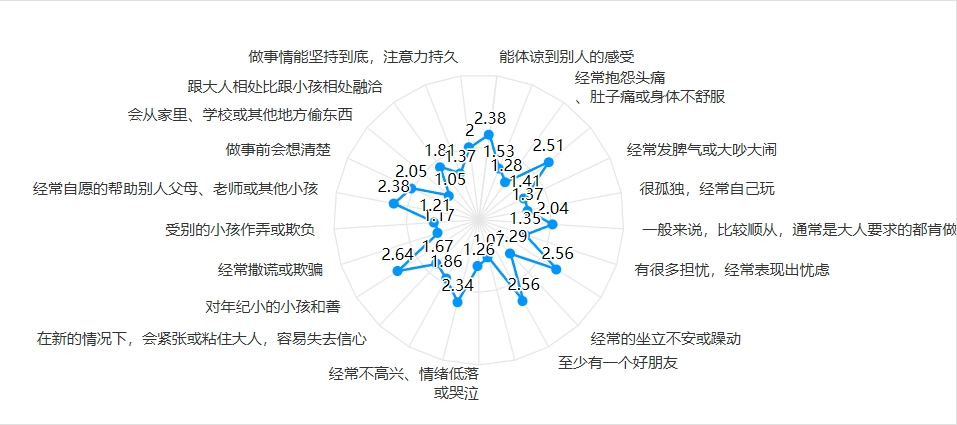 做事情能坚持到底，注意力持久
能体谅到别人的感受
经常抱怨头痛
、肚子痛或身体不舒服
跟大人相处比跟小孩相处融洽
会从家里、学校或其他地方偷东西
做事前会想清楚
经常发脾气或大吵大闹
经常自愿的帮助别人父母、老师或其他小孩
很孤独，经常自己玩
受别的小孩作弄或欺负
一般来说，比较顺从，通常是大人要求的都肯做
经常撒谎或欺骗
有很多担忧，经常表现出忧虑
对年纪小的小孩和善
在新的情况下，会紧张或粘住大人，容易失去信心
经常的坐立不安或躁动
至少有一个好朋友
经常不高兴、情绪低落
或哭泣
2.38
2
1.53
2.51
1.81
1.37
1.28
2.05
1.05
1.41
2.38
1.37
1.21
2.04
1.17
1.35
1.67
1.07
1.29
2.64
1.26
2.56
1.86
2.34
2.56